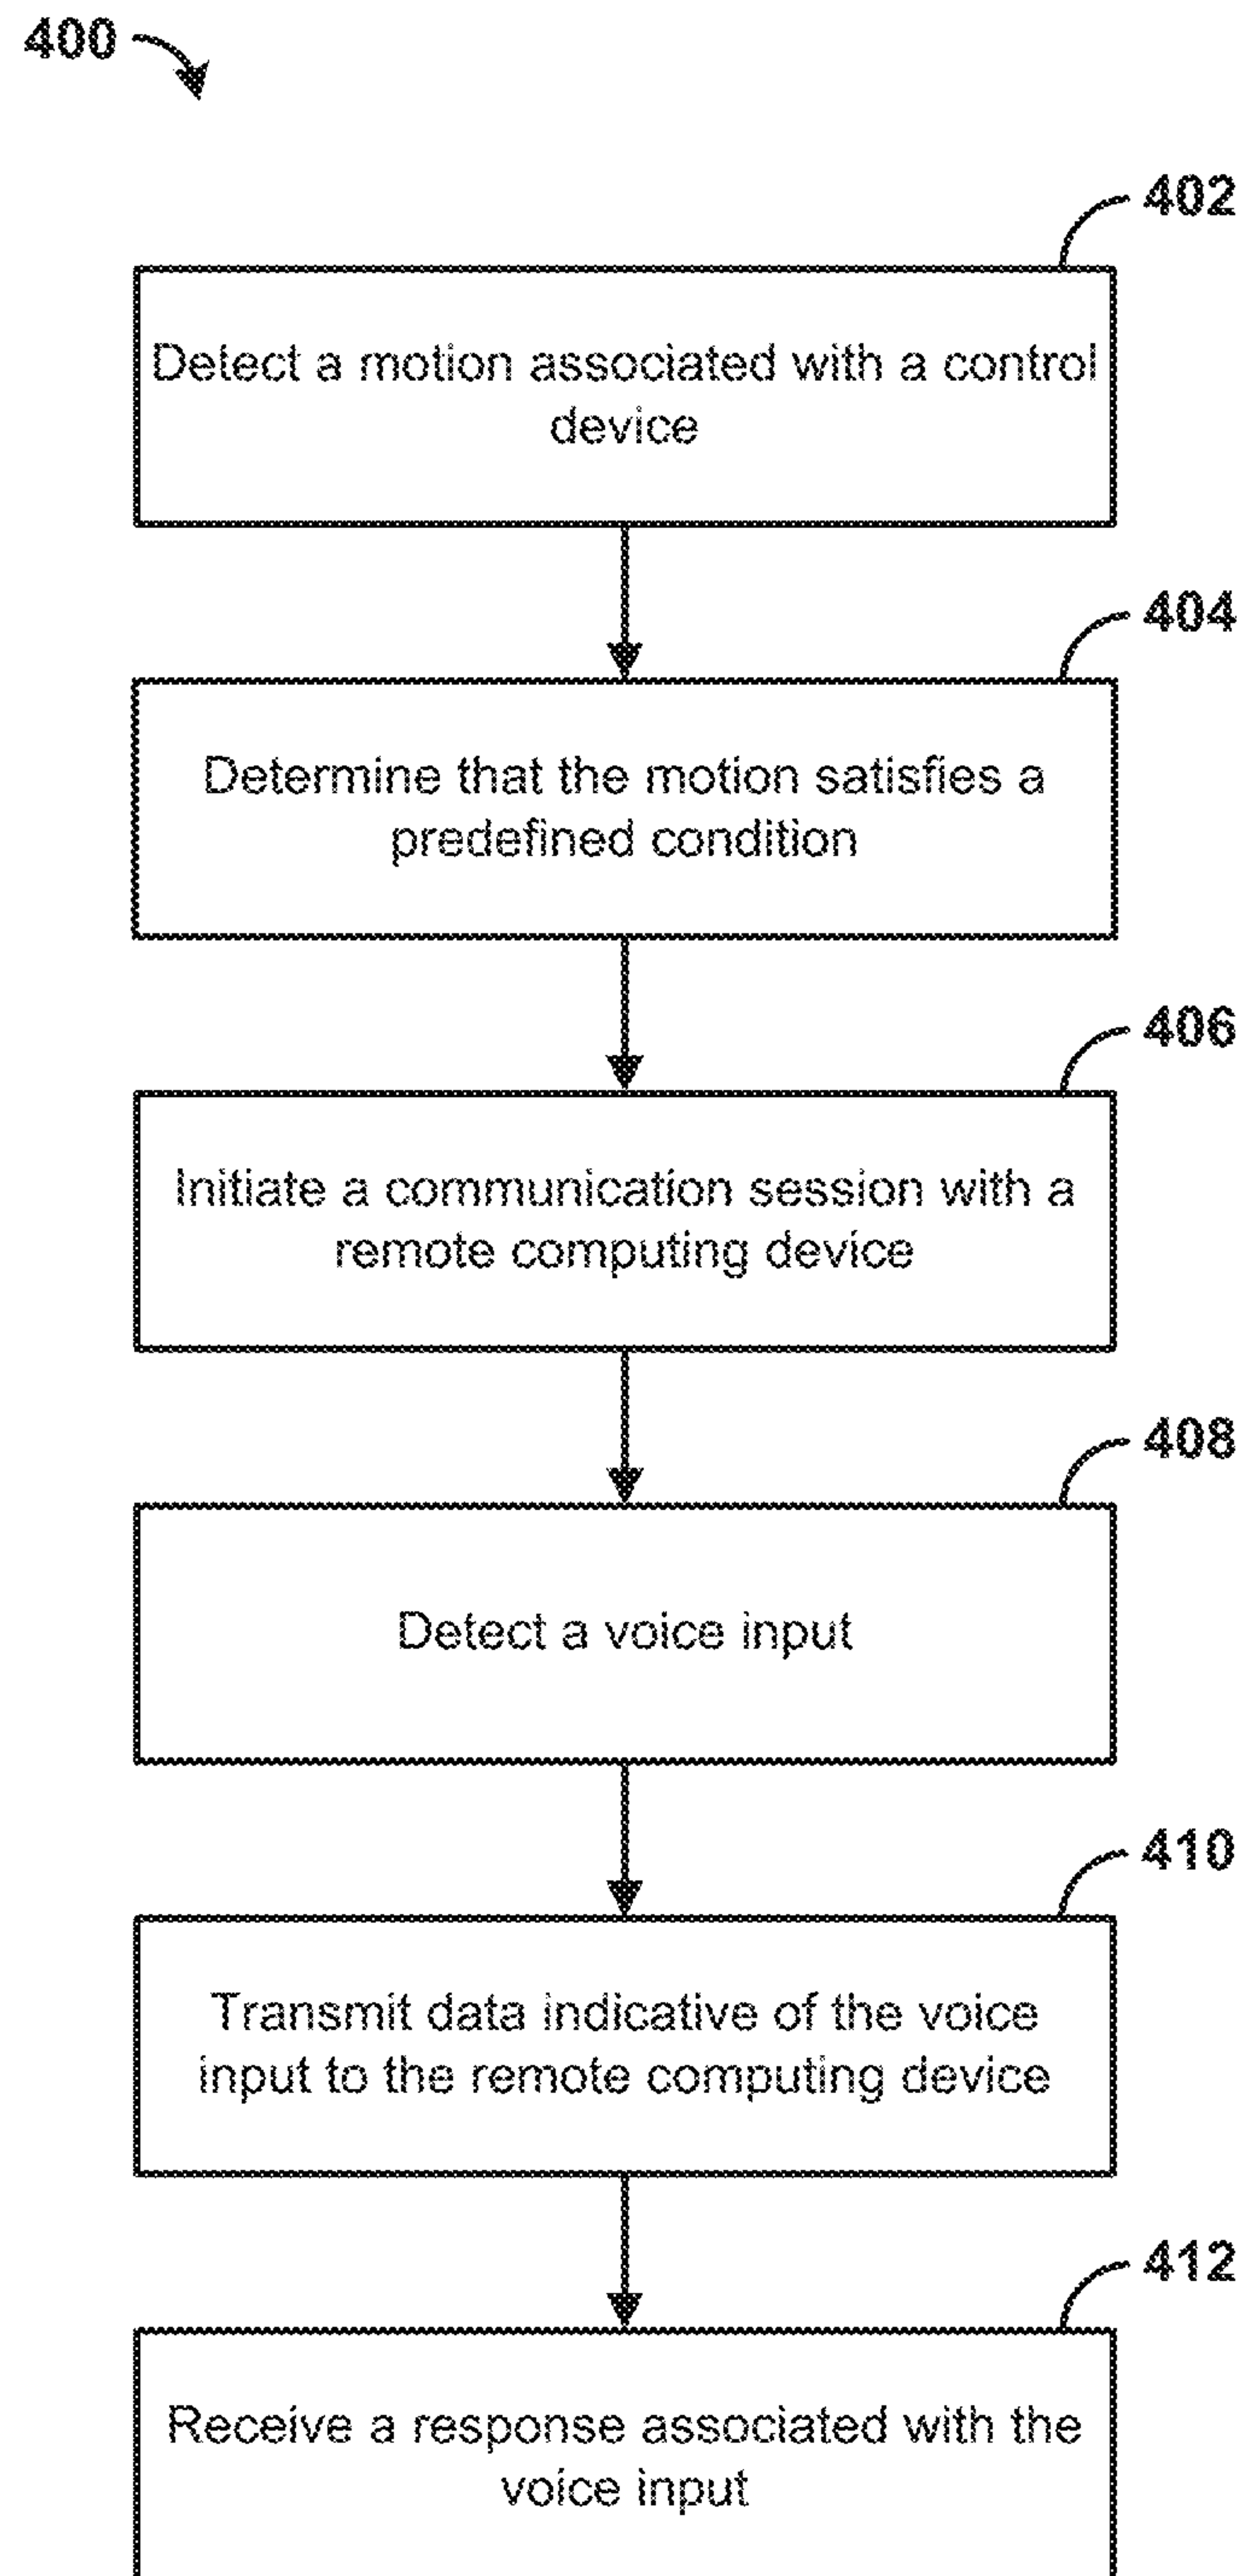 400
402
Detect a motion associated with a control
device
404
Determine that the motion satisfies a
predefined condition
406
Initiate a communication session with a
remote computing device
408
Detect a voice input
410
Transmit data indicative of the voice
input to the remote computing device
412
Receive a response associated with the
voice input